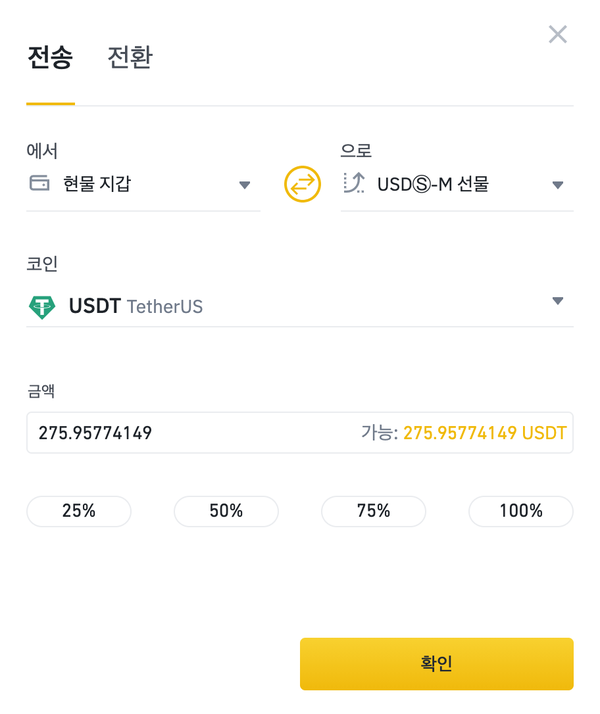 전송 전환
에서
현물 지갑
으로
USDⓈ-M 선물
코인
USDT TetherUS
금액
275.95774149 가능: 275.95774149 USDT
25% 50% 75% 100%
확인